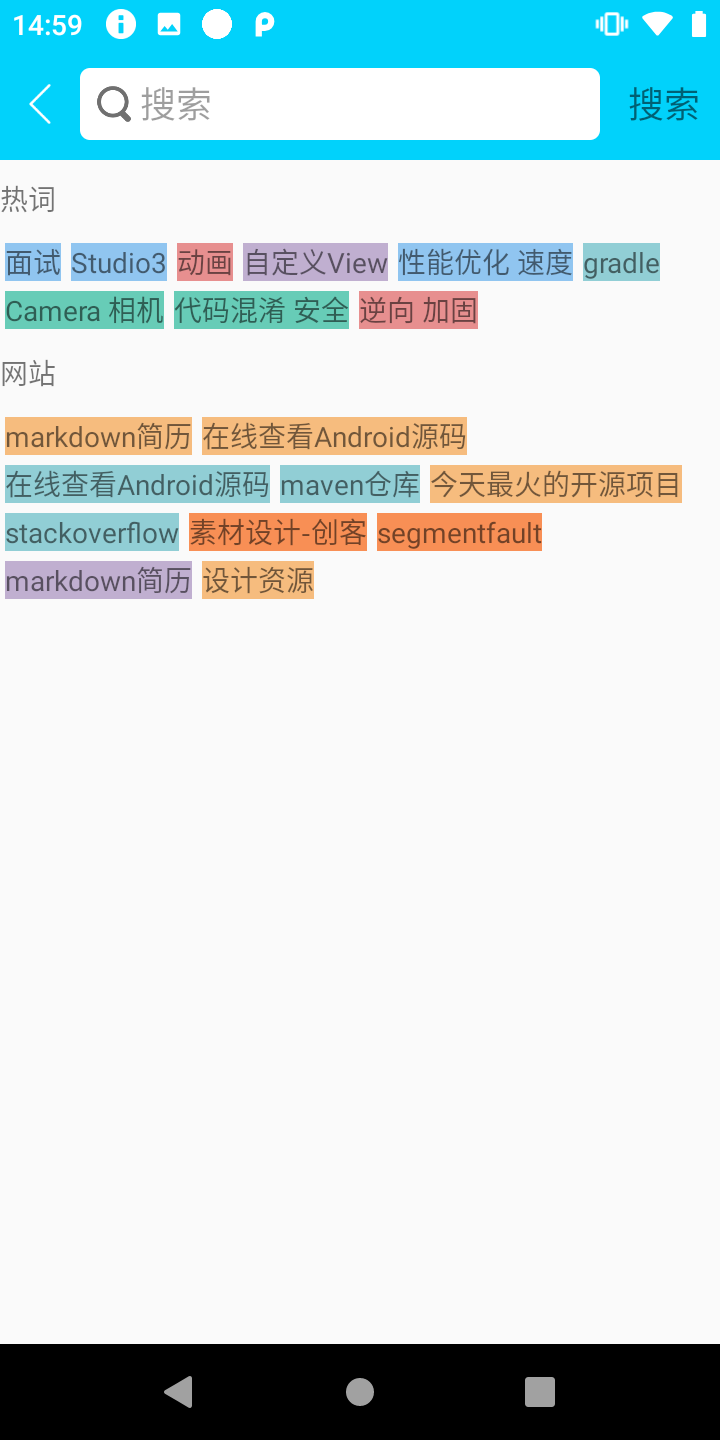 14:59
搜索 搜索
热词
面试 Studio3 动画 自定义View 性能优化 速度 gradle
Camera 相机 代码混淆 安全 逆向 加固
网站
markdown简历 在线查看Android源码
在线查看Android源码 maven仓库 今天最火的开源项目
stackoverflow 素材设计-创客 segmentfault
markdown简历 设计资源